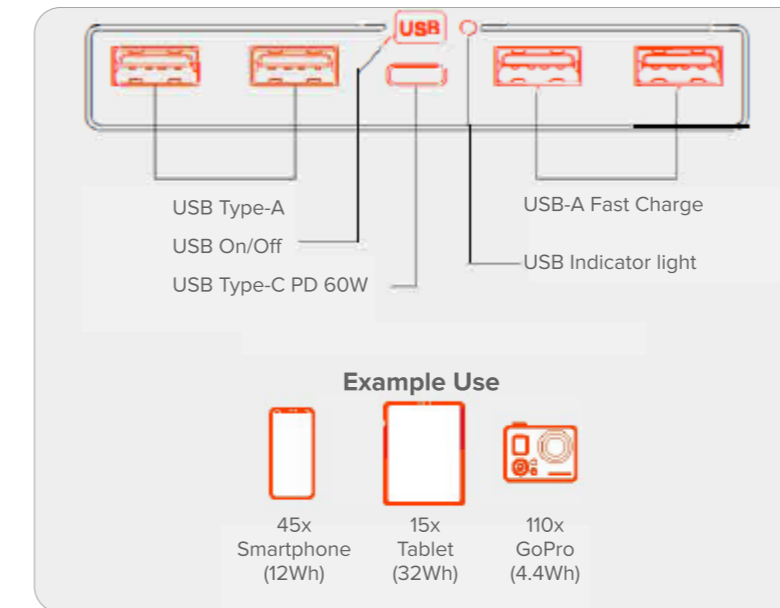 USB
USB Type-A
USB On/Off
USB Type-C PD 60W
USB-A Fast Charge
USB Indicator light
Example Use
45x
Smartphone
(12Wh)
15x
Tablet
(32Wh)
110x
GoPro
(4.4Wh)